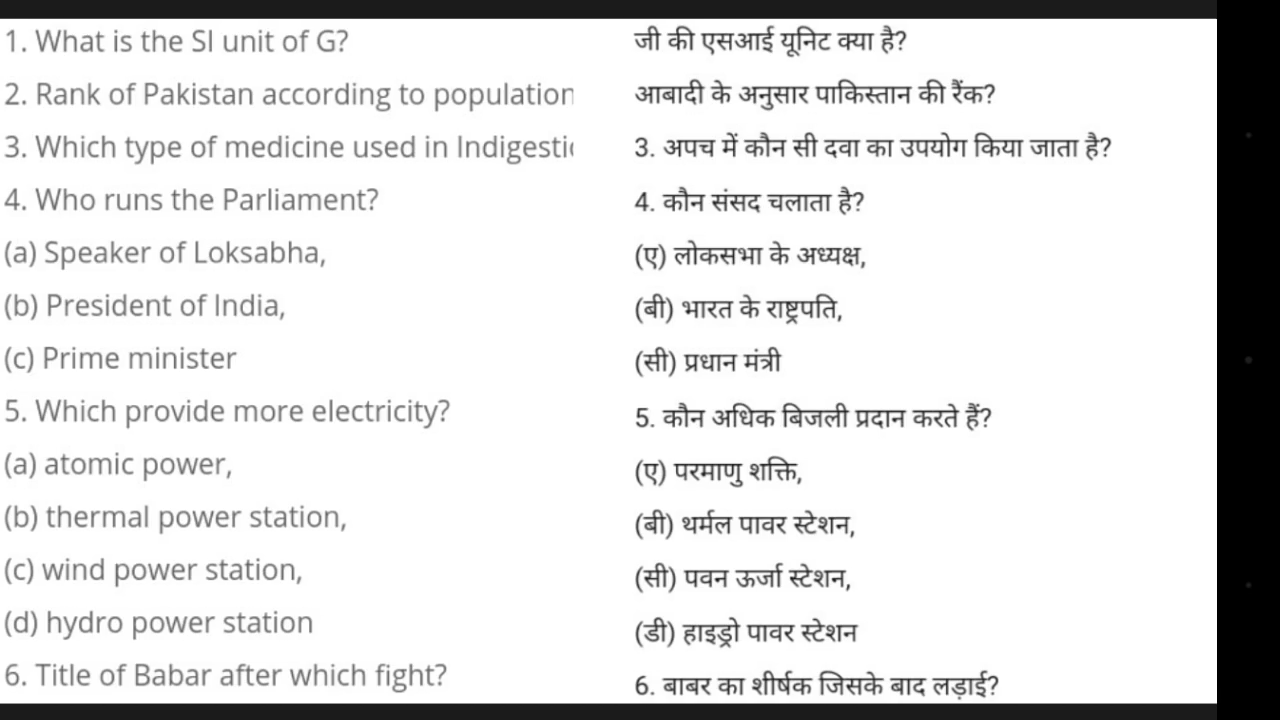 1. What is the SI unit of G?
2. Rank of Pakistan according to population
3. Which type of medicine used in Indigesti
4. Who runs the Parliament?
(a) Speaker of Loksabha,
(b) President of India,
(c) Prime minister
5. Which provide more electricity?
(a) atomic power,
(b) thermal power station,
(c) wind power station,
(d) hydro power station
6. Title of Babar after which fight?
जी की एसआई यूनिट क्या है?
आबादी के अनुसार पाकिस्तान की रैंक?
3. अपच में कौन सी दवा का उपयोग किया जाता है?
4. कौन संसद चलाता है?
(ए) लोकसभा के अध्यक्ष,
(बी) भारत के राष्ट्रपति,
(सी) प्रधान मंत्री
5. कौन अधिक बिजली प्रदान करते हैं?
(ए) परमाणु शक्ति,
(बी) थर्मल पावर स्टेशन,
(सी) पवन ऊर्जा स्टेशन,
(डी) हाइड्रो पावर स्टेशन
6. बाबर का शीर्षक जिसके बाद लड़ाई?